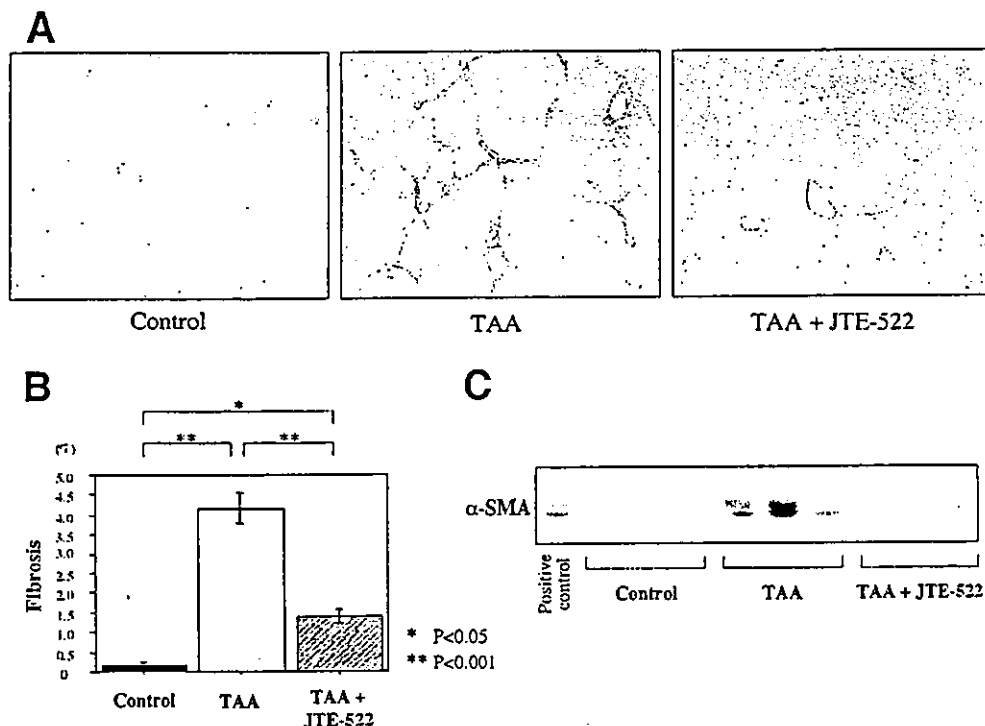 A
Control TAA TAA + JTE-522
B
*
** **
(%)
5.0
4.5
4.0
3.5
3.0
2.5
2.0
1.5
1.0
0.5
0
Fibrosis
Control TAA TAA +
JTE-522
* P<0.05
** P<0.001
C
α-SMA
Positive
control
Control TAA TAA + JTE-522